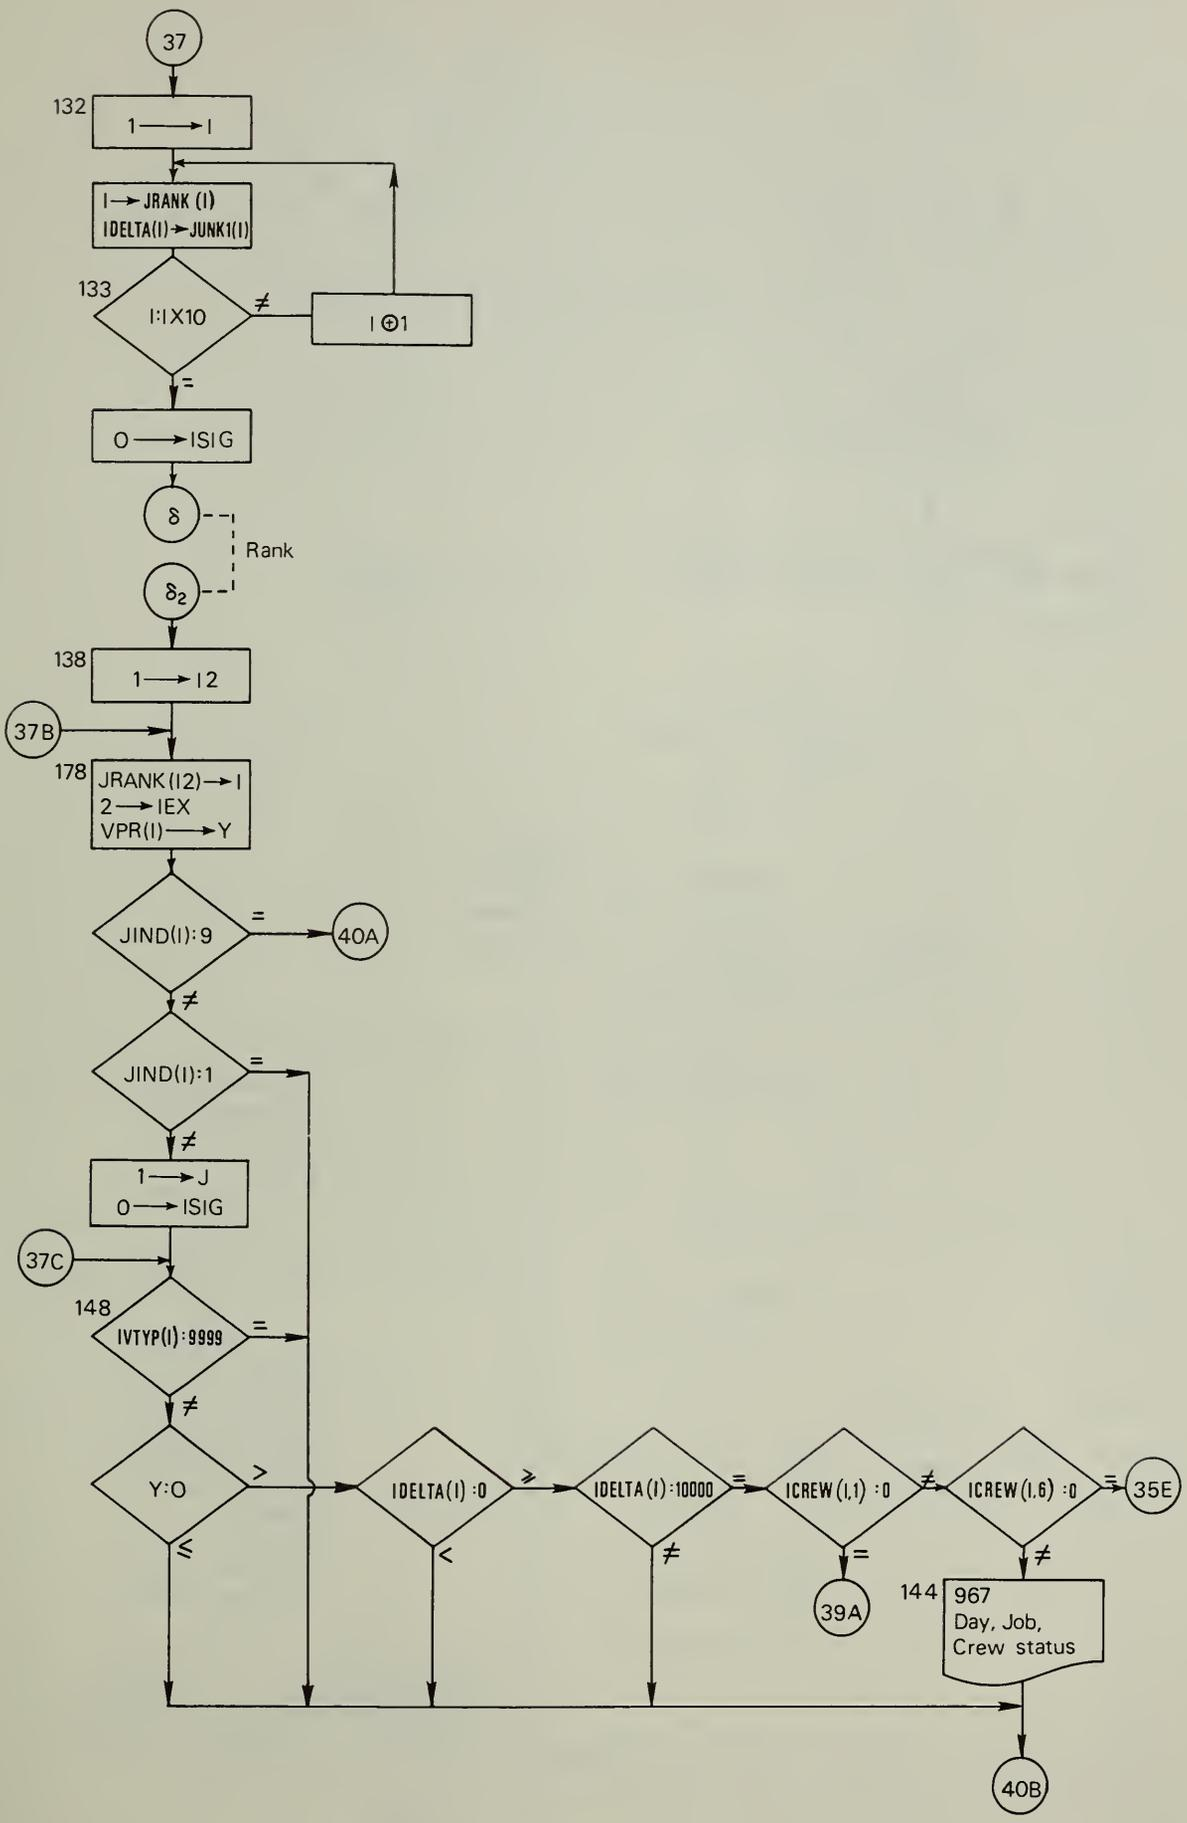 37
132
1 → I
I → JRANK (I)
IDELTA(I) → JUNK1(I)
133
I:IX10
≠
I ⊕ 1
=
0 → ISIG
δ
Rank
δ₂
138
1 → I2
37B
178
JRANK(I2) → I
2 → IEX
VPR(I) → Y
JIND(I):9
=
40A
≠
JIND(I):1
=
≠
1 → J
0 → ISIG
37C
148
IVTYP(I):9999
=
≠
Y:0
>
≤
IDELTA(I):0
≥
<
IDELTA(I):10000
=
≠
ICREW(I,1):0
≠
=
39A
ICREW(I,6):0
=
35E
≠
144
967
Day, Job,
Crew status
40B